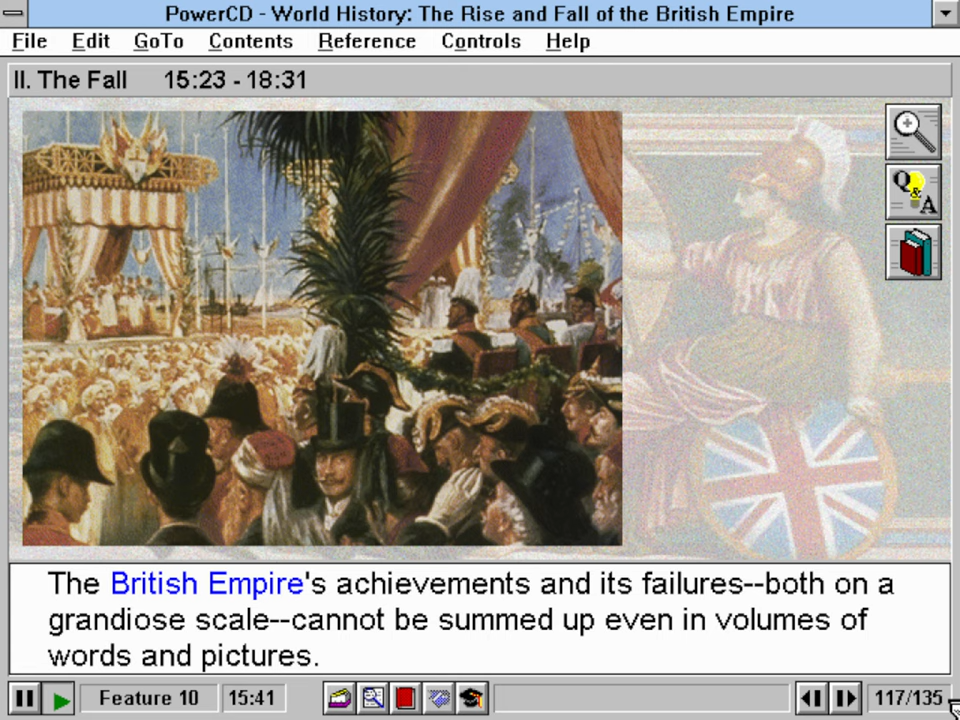 PowerCD - World History: The Rise and Fall of the British Empire
File Edit GoTo Contents Reference Controls Help
II. The Fall 15:23 - 18:31
Q & A
The British Empire's achievements and its failures--both on a
grandiose scale--cannot be summed up even in volumes of
words and pictures.
Feature 10 15:41 117/135